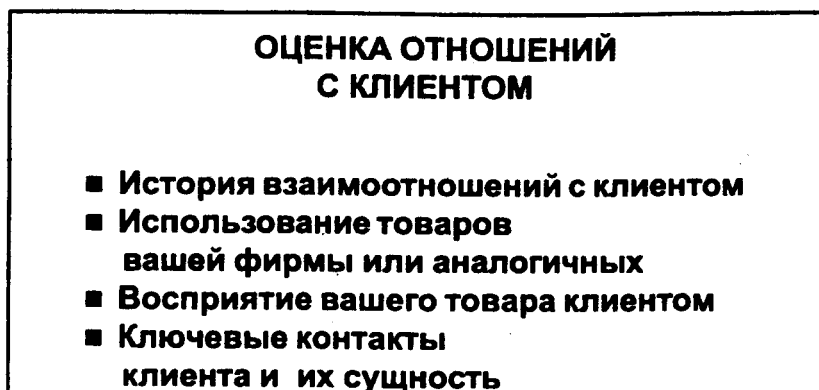 ОЦЕНКА ОТНОШЕНИЙ
С КЛИЕНТОМ
■ История взаимоотношений с клиентом
■ Использование товаров
вашей фирмы или аналогичных
■ Восприятие вашего товара клиентом
■ Ключевые контакты
клиента и их сущность